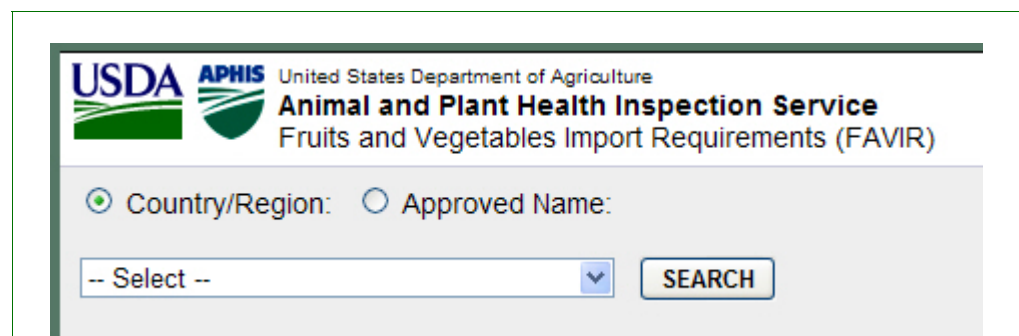 USDA APHIS United States Department of Agriculture
Animal and Plant Health Inspection Service
Fruits and Vegetables Import Requirements (FAVIR)
Country/Region: Approved Name:
-- Select -- SEARCH